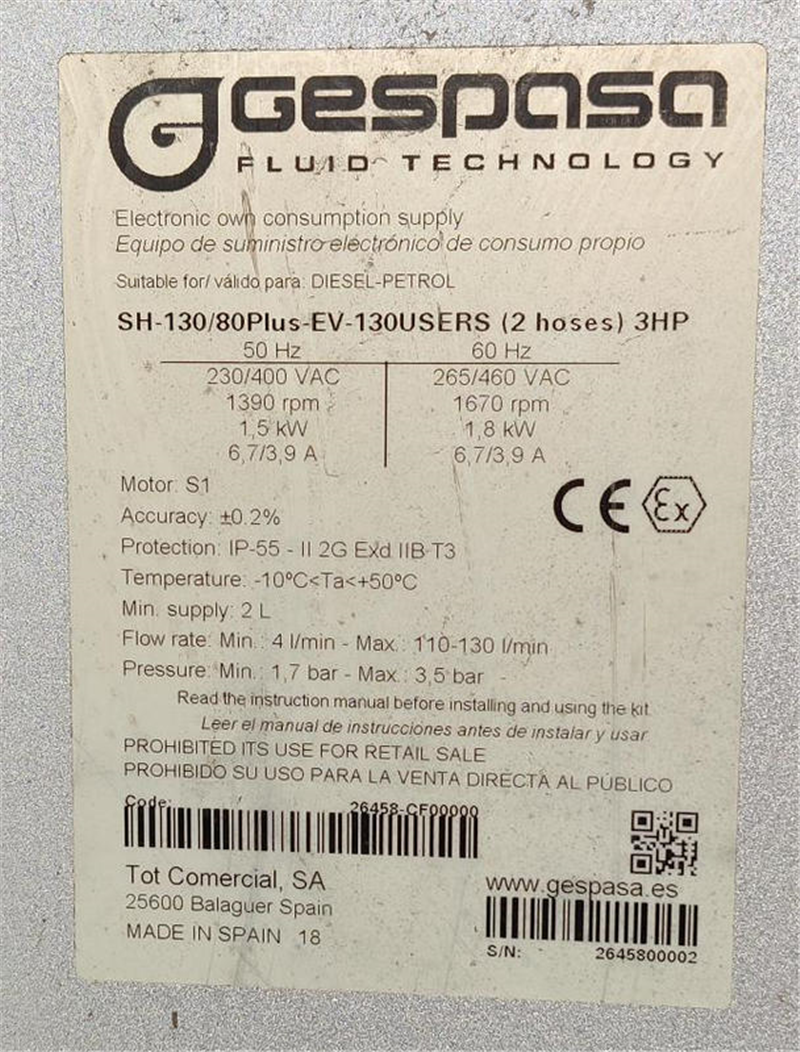 Gespasa
FLUID TECHNOLOGY
Electronic own consumption supply
Equipo de suministro electrónico de consumo propio
Suitable for/ válido para: DIESEL-PETROL
SH-130/80Plus-EV-130USERS (2 hoses) 3HP
50 Hz 60 Hz
230/400 VAC 265/460 VAC
1390 rpm 1670 rpm
1,5 kW 1,8 kW
6,7/3,9 A 6,7/3,9 A
Motor: S1
CE Ex
Accuracy: ±0.2%
Protection: IP-55 - II 2G Exd IIB T3
Temperature: -10ºC<Ta<+50ºC
Min. supply: 2 L
Flow rate: Min.: 4 l/min - Max.: 110-130 l/min
Pressure: Min.: 1,7 bar - Max.: 3,5 bar
Read the instruction manual before installing and using the kit
Leer el manual de instrucciones antes de instalar y usar
PROHIBITED ITS USE FOR RETAIL SALE
PROHIBIDO SU USO PARA LA VENTA DIRECTA AL PÚBLICO
Code: 26458-CF00000
Tot Comercial, SA
25600 Balaguer Spain
MADE IN SPAIN 18
www.gespasa.es
S/N: 2645800002